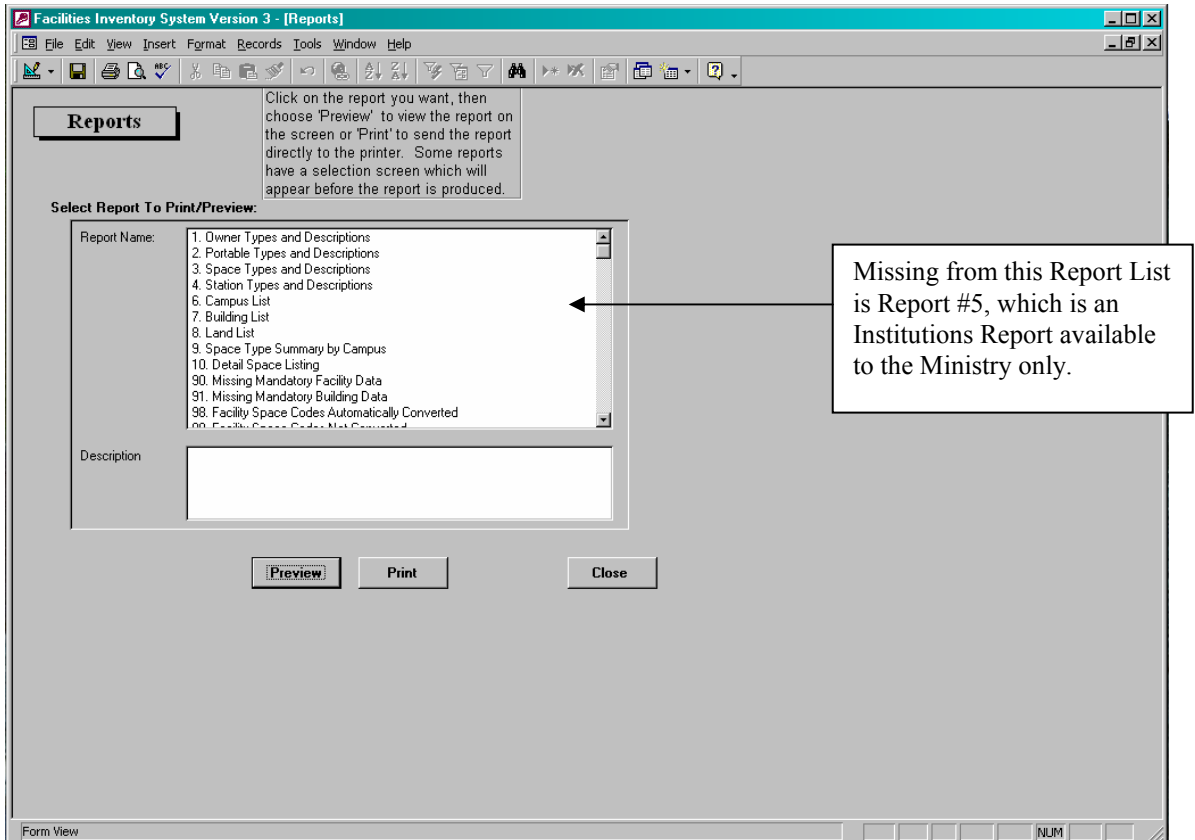 Facilities Inventory System Version 3 - [Reports]
File Edit View Insert Format Records Tools Window Help
Reports
Click on the report you want, then
choose 'Preview' to view the report on
the screen or 'Print' to send the report
directly to the printer. Some reports
have a selection screen which will
appear before the report is produced.
Select Report To Print/Preview:
Report Name:
1. Owner Types and Descriptions
2. Portable Types and Descriptions
3. Space Types and Descriptions
4. Station Types and Descriptions
6. Campus List
7. Building List
8. Land List
9. Space Type Summary by Campus
10. Detail Space Listing
90. Missing Mandatory Facility Data
91. Missing Mandatory Building Data
98. Facility Space Codes Automatically Converted
99. Facility Space Codes Not Converted
Missing from this Report List
is Report #5, which is an
Institutions Report available
to the Ministry only.
Description
Preview Print Close
Form View NUM